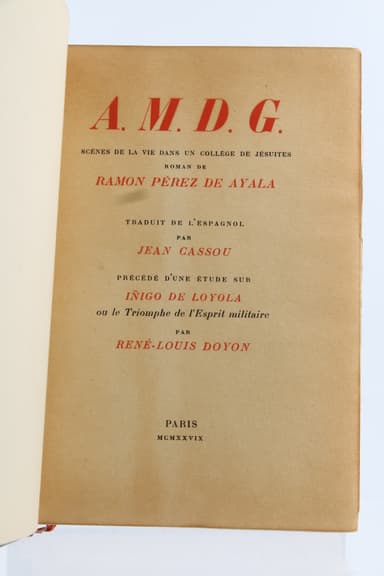 A. M. D. G.
SCÈNES DE LA VIE DANS UN COLLÉGE DE JÉSUITES
ROMAN DE
RAMON PÉREZ DE AYALA
TRADUIT DE L'ESPAGNOL
PAR
JEAN CASSOU
PRÉCÉDÉ D'UNE ÉTUDE SUR
IÑIGO DE LOYOLA
ou le Triomphe de l'Esprit militaire
PAR
RENÉ-LOUIS DOYON
PARIS
MCMXXVIX